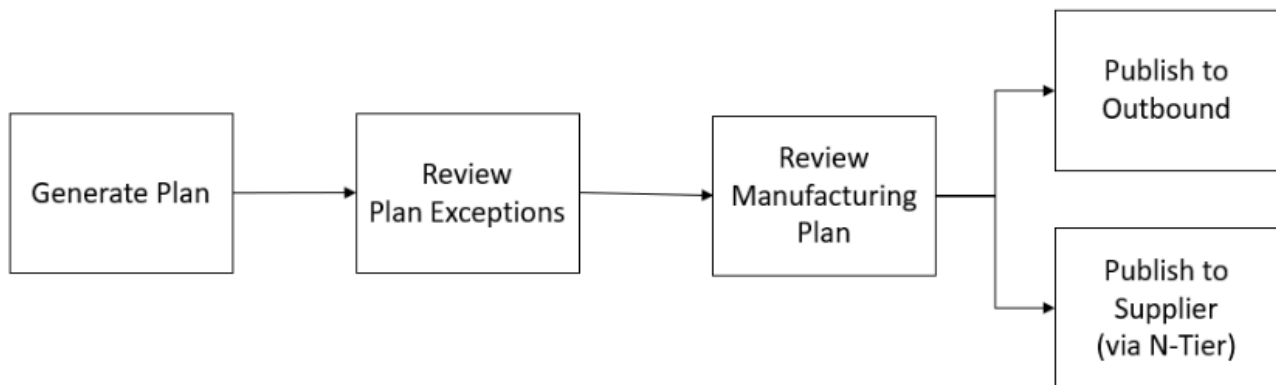 Generate Plan
Review
Plan Exceptions
Review
Manufacturing
Plan
Publish to
Outbound
Publish to
Supplier
(via N-Tier)